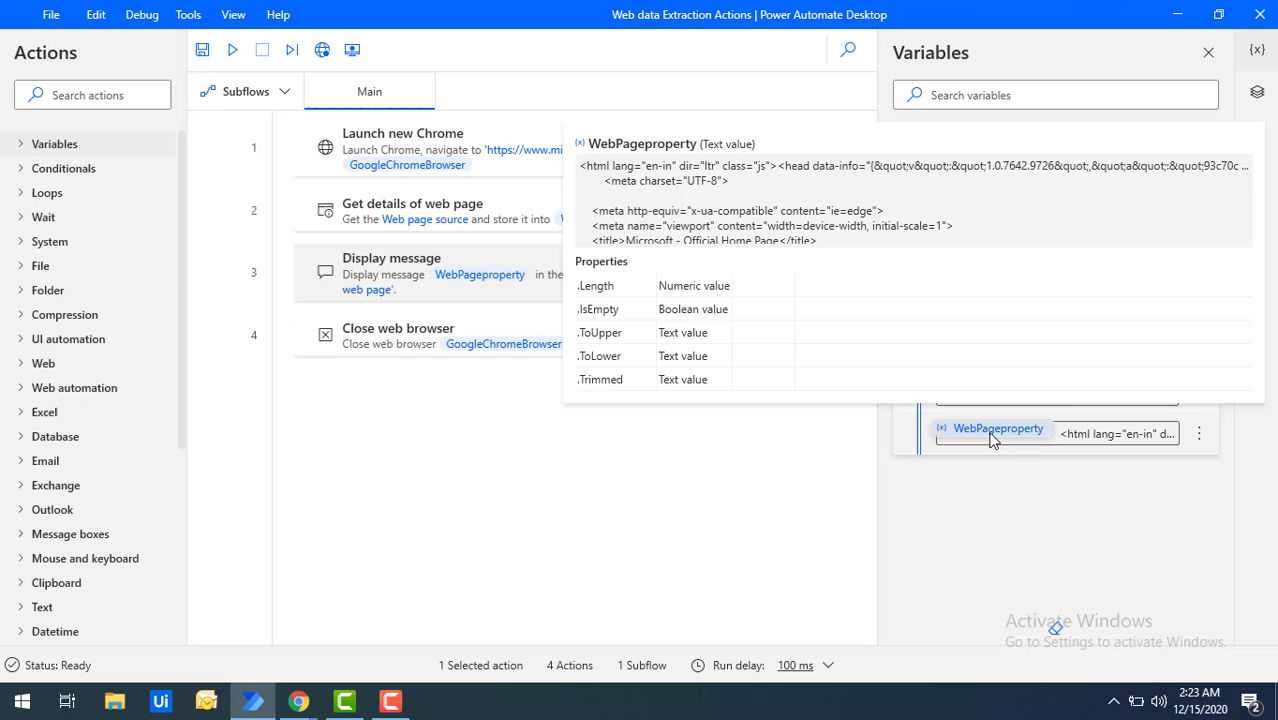 File Edit Debug Tools View Help
Web data Extraction Actions | Power Automate Desktop
Actions
Search actions
Variables
Conditionals
Loops
Wait
System
File
Folder
Compression
UI automation
Web
Web automation
Excel
Database
Email
Exchange
Outlook
Message boxes
Mouse and keyboard
Clipboard
Text
Datetime
Subflows
Main
1
Launch new Chrome
Launch Chrome, navigate to 'https://www.mi
GoogleChromeBrowser
2
Get details of web page
Get the Web page source and store it into
3
Display message
Display message WebPageproperty in the
web page'.
4
Close web browser
Close web browser GoogleChromeBrowser
Variables
{x}
Search variables
(x) WebPageproperty (Text value)
<html lang="en-in" dir="ltr" class="js"><head data-info="{&quot;v&quot;:&quot;1.0.7642.9726&quot;,&quot;a&quot;:&quot;93c70c ...
<meta charset="UTF-8">
<meta http-equiv="x-ua-compatible" content="ie=edge">
<meta name="viewport" content="width=device-width, initial-scale=1">
<title>Microsoft - Official Home Page</title>
Properties
.Length Numeric value
.IsEmpty Boolean value
.ToUpper Text value
.ToLower Text value
.Trimmed Text value
(x) WebPageproperty <html lang="en-in" d...
Activate Windows
Go to Settings to activate Windows.
Status: Ready
1 Selected action 4 Actions 1 Subflow Run delay: 100 ms
Ui
C
C
2:23 AM
12/15/2020
2